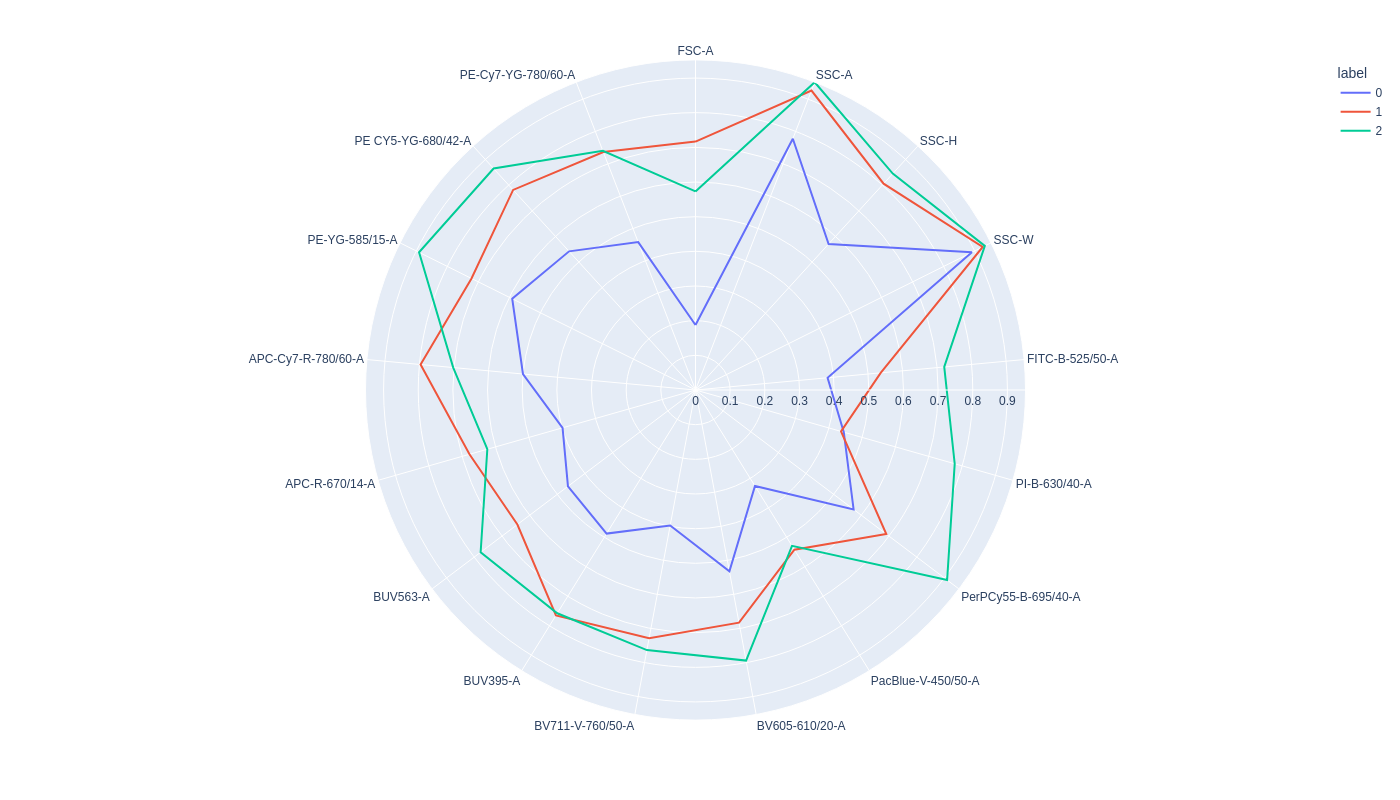 FSC-A
PE-Cy7-YG-780/60-A
SSC-A
label
0
1
2
PE CY5-YG-680/42-A
SSC-H
PE-YG-585/15-A
SSC-W
APC-Cy7-R-780/60-A
FITC-B-525/50-A
0 0.1 0.2 0.3 0.4 0.5 0.6 0.7 0.8 0.9
APC-R-670/14-A
PI-B-630/40-A
BUV563-A
PerPCy55-B-695/40-A
BUV395-A
PacBlue-V-450/50-A
BV711-V-760/50-A
BV605-610/20-A